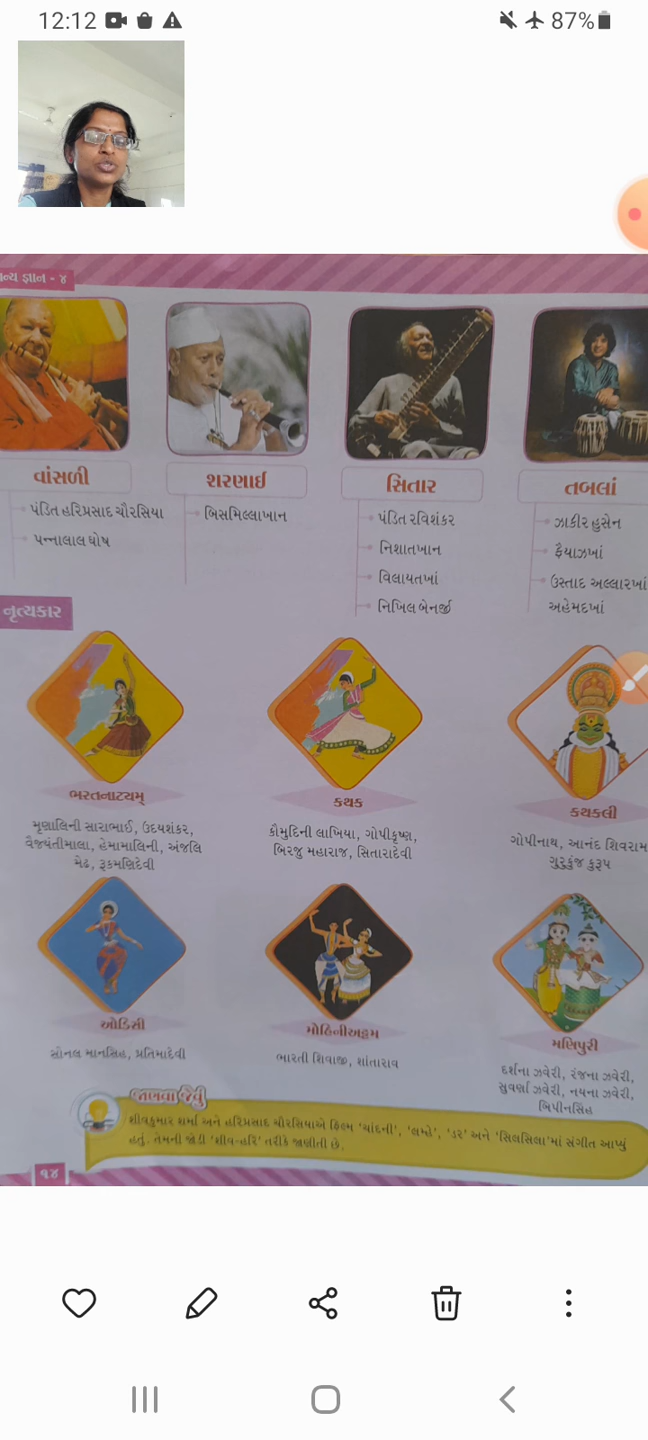 12:12
87%
ન્ય જ્ઞાન - ૪
વાંસળી
શરણાઈ
સિતાર
તબલાં
પંડિત હરિપ્રસાદ ચૌરસિયા
પન્નાલાલ ઘોષ
બિસમિલ્લાખાન
પંડિત રવિશંકર
નિશાતખાન
વિલાયતખાં
નિખિલ બેનર્જી
ઝાકીર હુસેન
ફૈયાઝખાં
ઉસ્તાદ અલ્લારખાં
અહેમદખાં
નૃત્યકાર
ભરતનાટ્યમ્
મૃણાલિની સારાભાઈ, ઉદયશંકર,
વૈજયંતીમાલા, હેમામાલિની, અંજલિ
મેઢ, રૂકમણિદેવી
કથક
કૌમુદિની લાખિયા, ગોપીકૃષ્ણ,
બિરજુ મહારાજ, સિતારાદેવી
કથકલી
ગોપીનાથ, આનંદ શિવરામ
ગુરુકુંજ કુરૂપ
ઓડિસી
સોનલ માનસિંહ, પ્રતિમાદેવી
મોહિનીઅટ્ટમ
ભારતી શિવાજી, શાંતારાવ
મણિપુરી
દર્શના ઝવેરી, રંજના ઝવેરી,
સુવર્ણા ઝવેરી, નયના ઝવેરી,
બિપીનસિંહ
જાણવા જેવું
શીવકુમાર શર્મા અને હરિપ્રસાદ ચૌરસિયાએ ફિલ્મ 'ચાંદની', 'લમ્હે', 'ડર' અને 'સિલસિલા'માં સંગીત આપ્યું
હતું. તેમની જોડી 'શીવ-હરિ' તરીકે જાણીતી છે.
૧૪